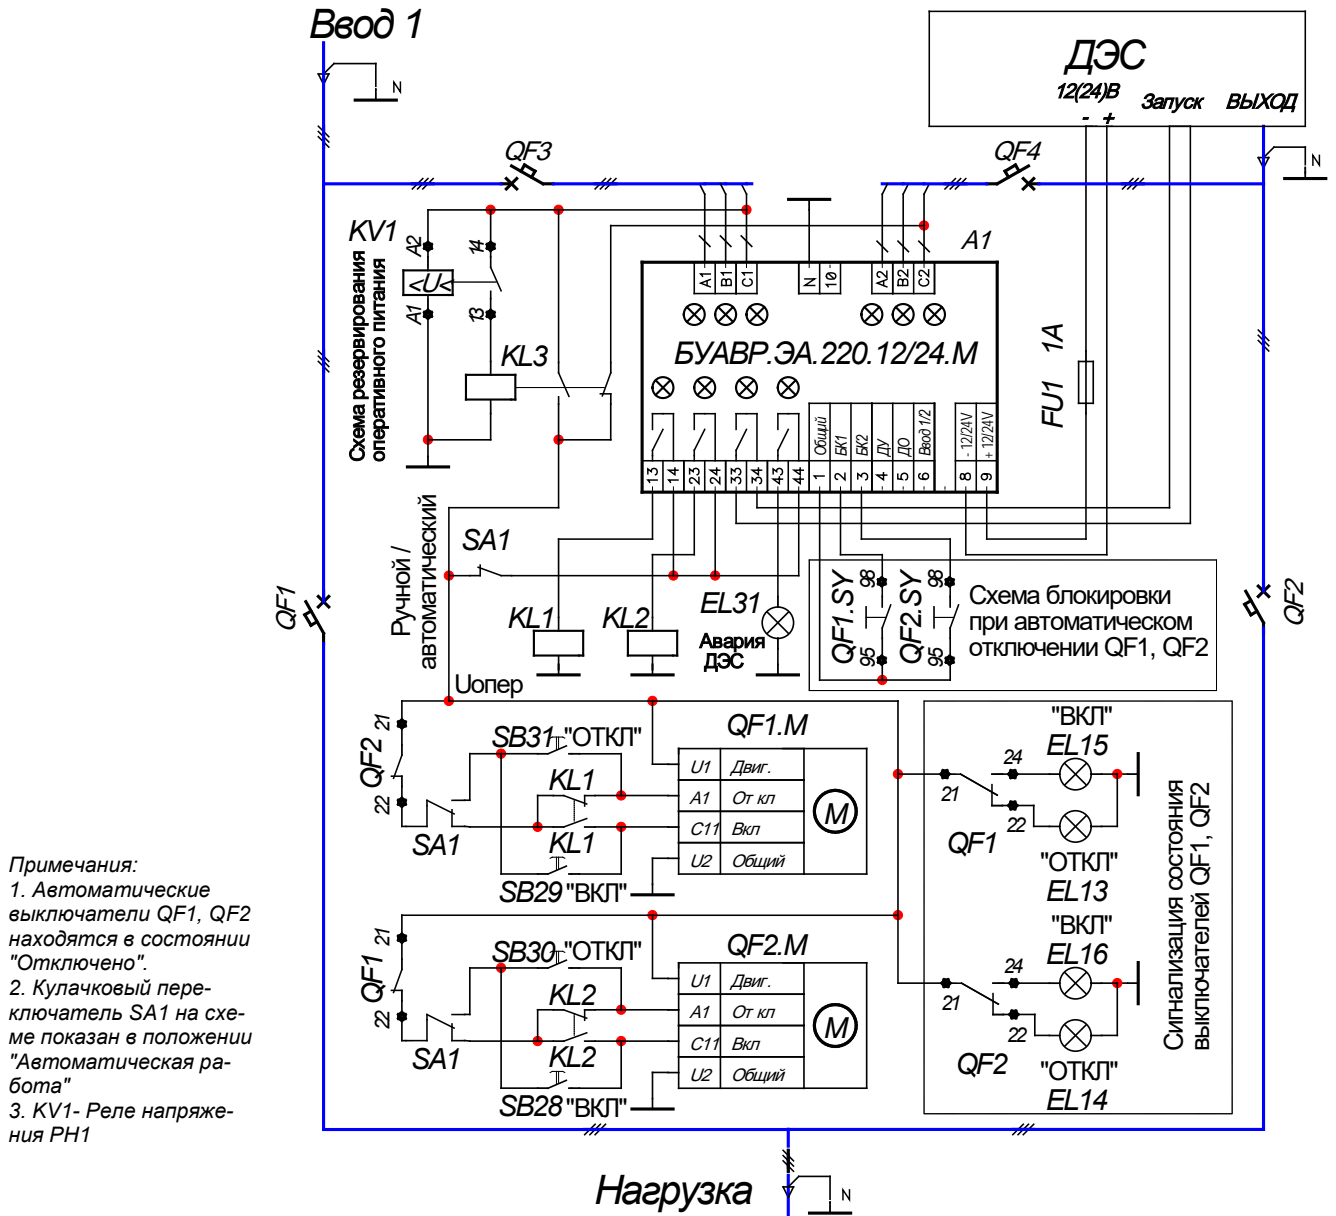 Ввод 1
N
ДЭС
12(24)В
Запуск
ВЫХОД
- +
N
QF3
QF4
KV1
A2
14
<U<
A1
13
Схема резервирования
оперативного питания
KL3
A1
A1
B1
C1
N
10
A2
B2
C2
БУАВР.ЭА.220.12/24.М
Общий
БК1
БК2
ДУ
ДО
Ввод 1/2
- 12/24V
+ 12/24V
13
14
23
24
33
34
43
44
1
2
3
4
5
6
8
9
FU1 1A
QF1
QF2
Ручной /
автоматический
SA1
KL1
KL2
EL31
Авария
ДЭС
QF1.SY
98
95
QF2.SY
98
95
Схема блокировки
при автоматическом
отключении QF1, QF2
Uопер
21
QF2
22
SA1
SB31 "ОТКЛ"
KL1
KL1
SB29 "ВКЛ"
QF1.M
U1 Двиг.
A1 От кл
C11 Вкл
U2 Общий
M
21
QF1
22
SA1
SB30 "ОТКЛ"
KL2
KL2
SB28 "ВКЛ"
QF2.M
U1 Двиг.
A1 От кл
C11 Вкл
U2 Общий
M
"ВКЛ"
EL15
24
21
22
QF1
"ОТКЛ"
EL13
"ВКЛ"
EL16
24
21
22
QF2
"ОТКЛ"
EL14
Сигнализация состояния
выключателей QF1, QF2
Примечания:
1. Автоматические
выключатели QF1, QF2
находятся в состоянии
"Отключено".
2. Кулачковый пере-
ключатель SA1 на схе-
ме показан в положении
"Автоматическая ра-
бота"
3. KV1- Реле напряже-
ния РН1
Нагрузка
N